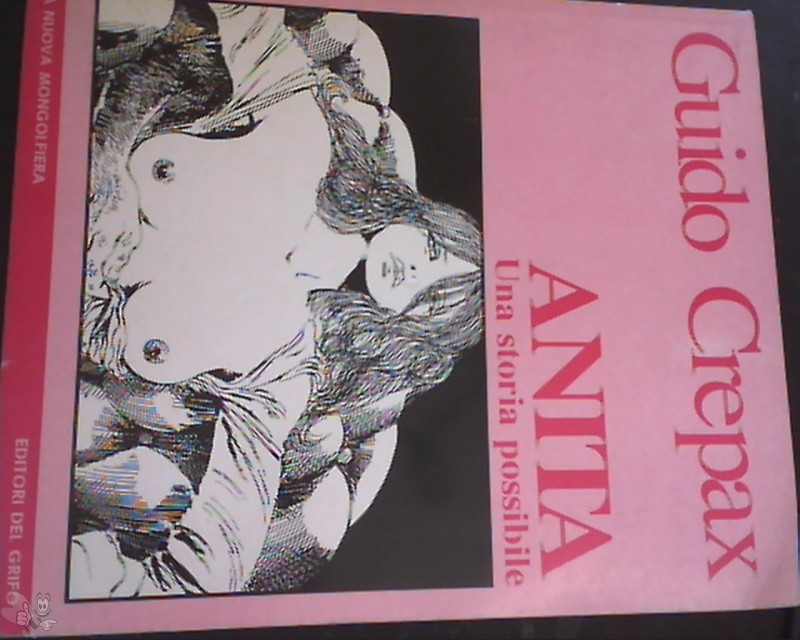 Guido Crepax
ANITA
Una storia possibile
A NUOVA MONGOLFIERA
EDITORI DEL GRIFO